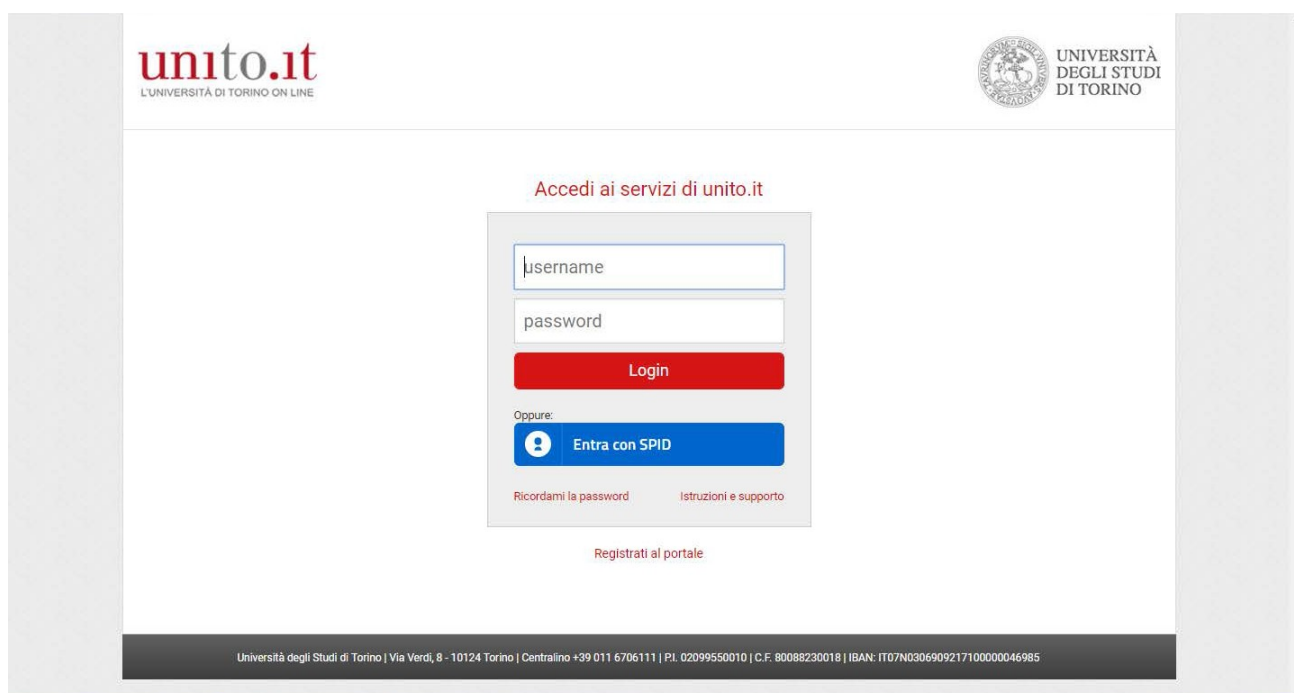 unito.it
L'UNIVERSITÀ DI TORINO ON LINE
UNIVERSITÀ
DEGLI STUDI
DI TORINO
Accedi ai servizi di unito.it
username
password
Login
Oppure:
Entra con SPID
Ricordami la password
Istruzioni e supporto
Registrati al portale
Università degli Studi di Torino | Via Verdi, 8 - 10124 Torino | Centralino +39 011 6706111 | P.I. 02099550010 | C.F. 80088230018 | IBAN: IT07N0306909217100000046985